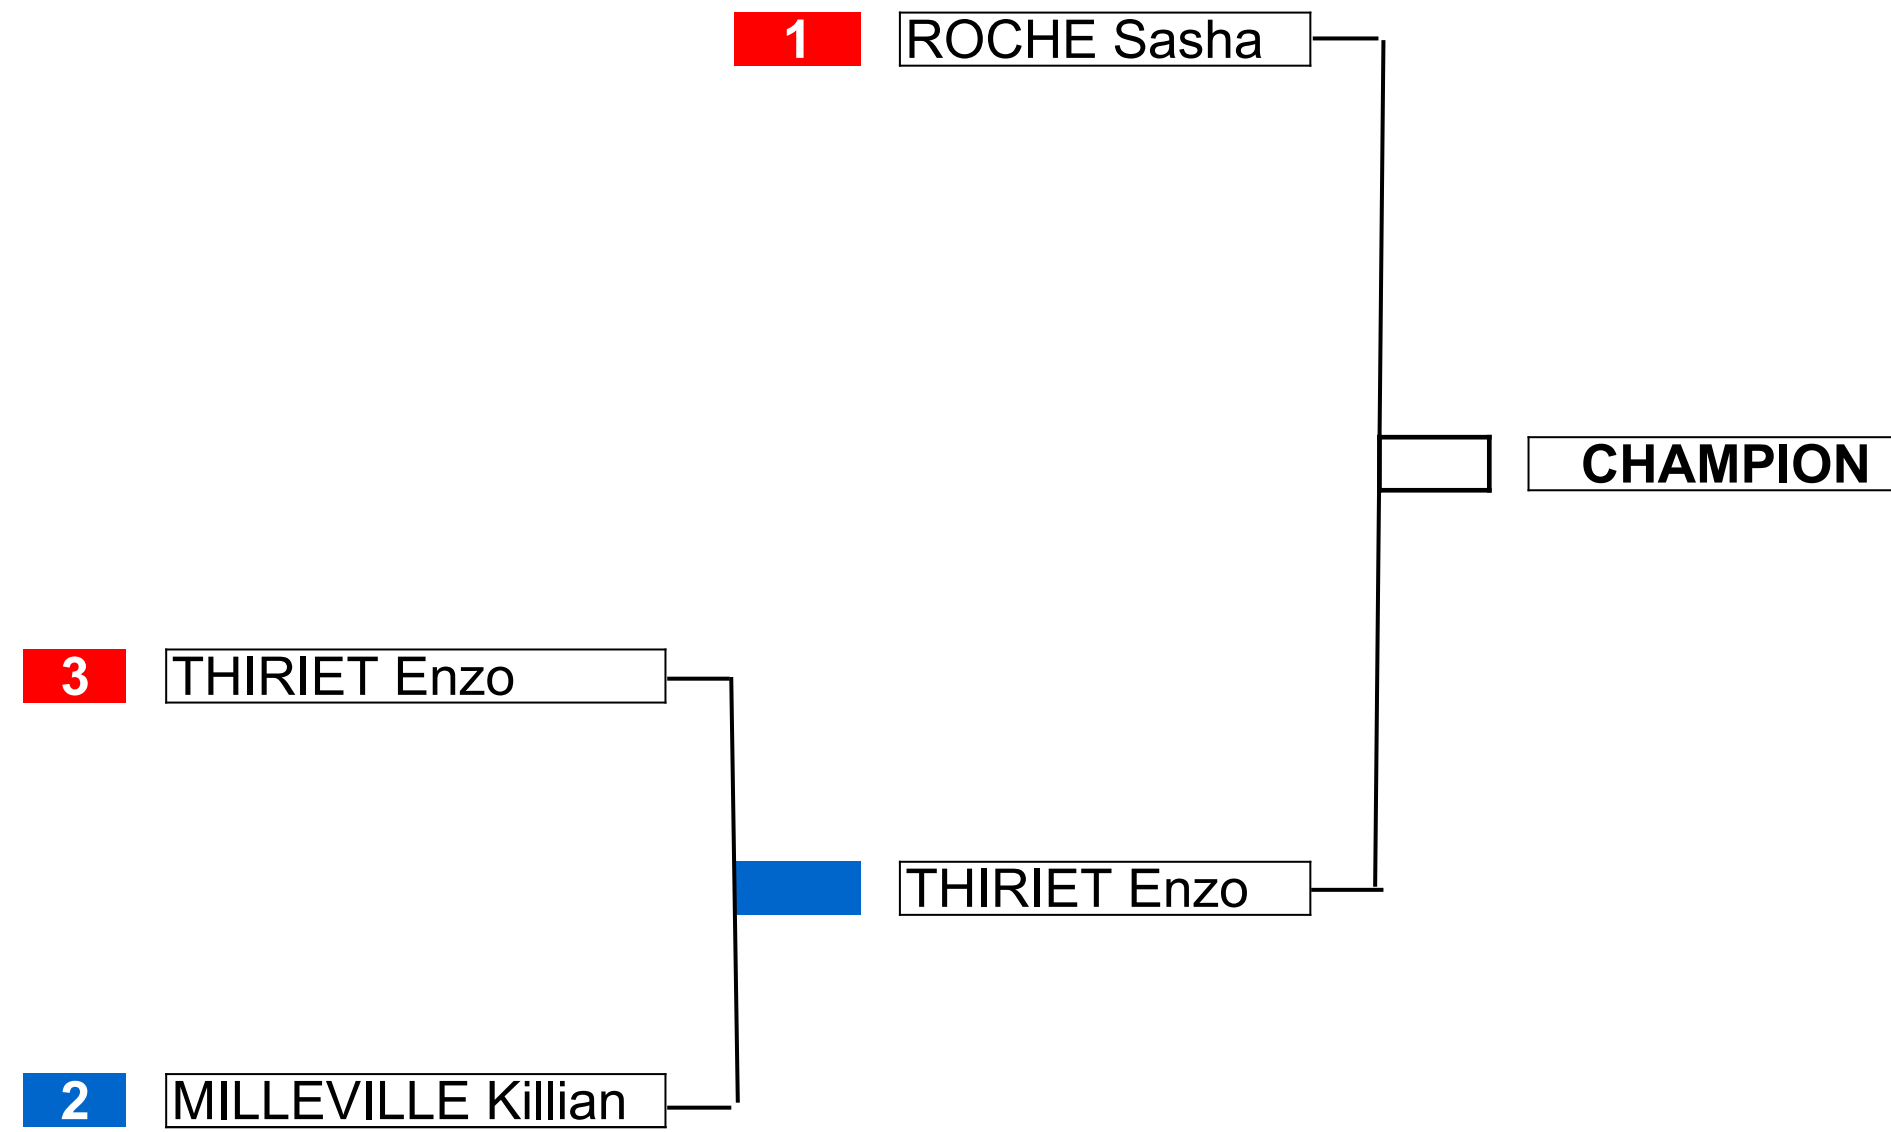 1 ROCHE Sasha
CHAMPION
3 THIRIET Enzo
THIRIET Enzo
2 MILLEVILLE Killian